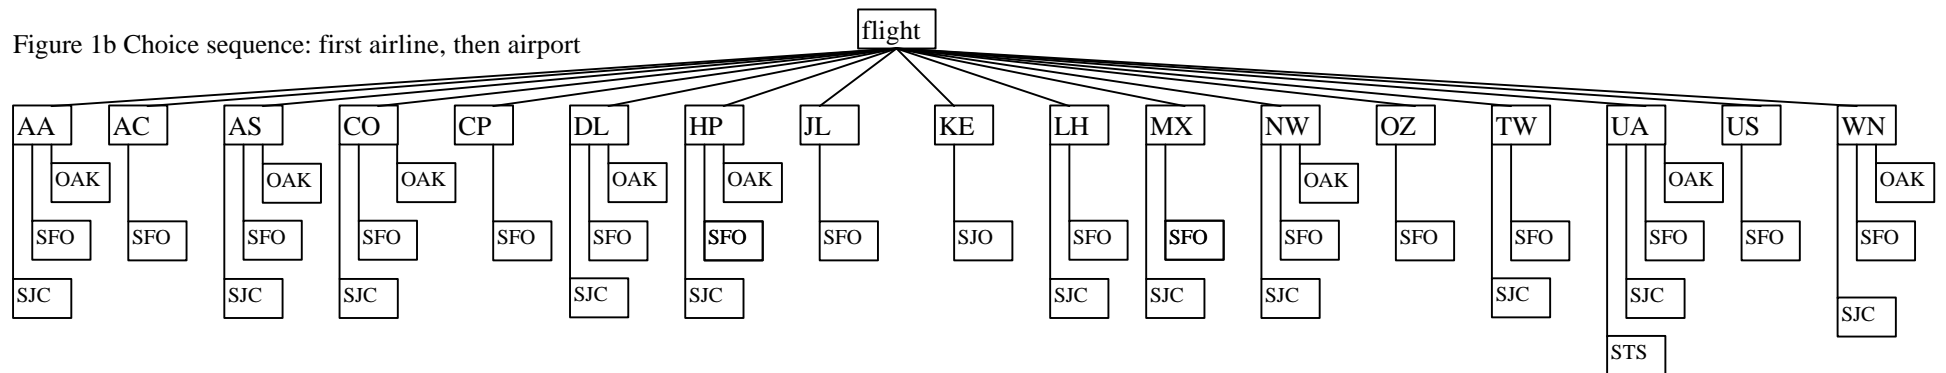 flight
Figure 1b Choice sequence: first airline, then airport
AA AC AS CO CP DL HP JL KE LH MX NW OZ TW UA US WN
OAK OAK OAK OAK OAK OAK OAK OAK
SFO SFO SFO SFO SFO SFO SFO SFO SJO SFO SFO SFO SFO SFO SFO SFO SFO
SJC SJC SJC SJC SJC SJC SJC SJC SJC SJC SJC
STS